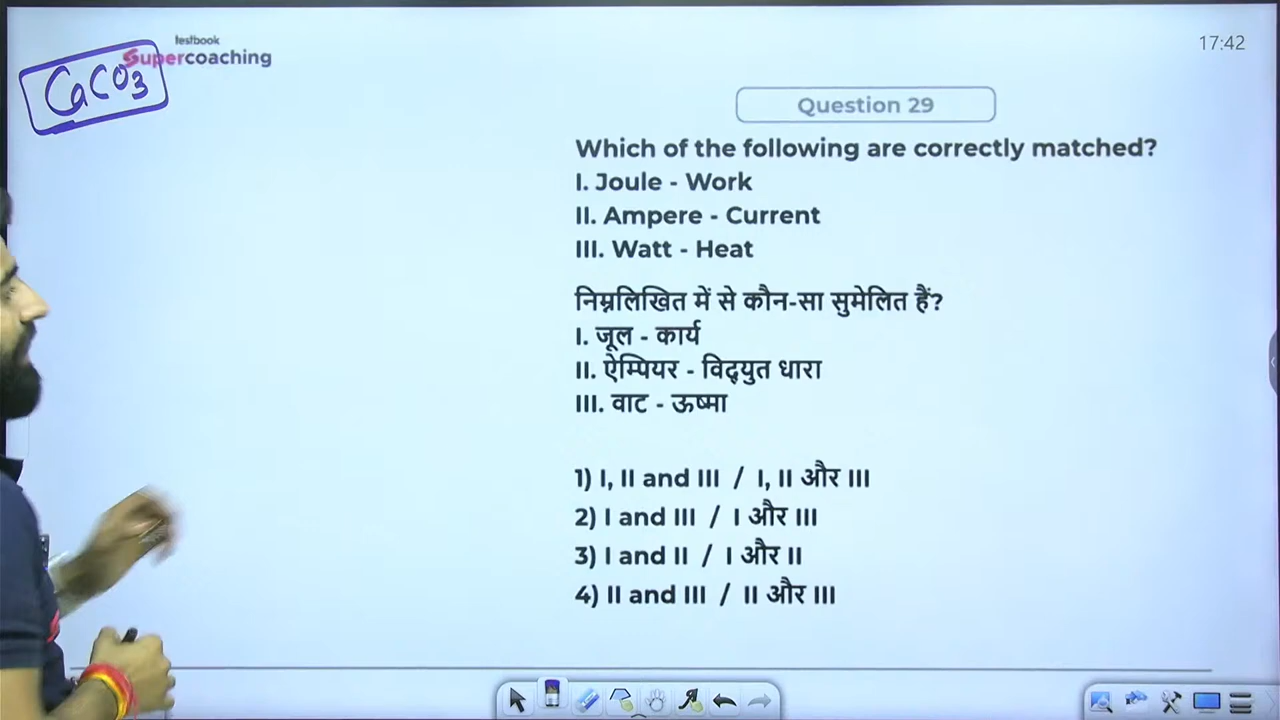 CaCO3
testbook
Supercoaching
17:42
Question 29
Which of the following are correctly matched?
I. Joule - Work
II. Ampere - Current
III. Watt - Heat
निम्नलिखित में से कौन-सा सुमेलित हैं?
I. जूल - कार्य
II. ऐम्पियर - विद्युत धारा
III. वाट - ऊष्मा
1) I, II and III / I, II और III
2) I and III / I और III
3) I and II / I और II
4) II and III / II और III